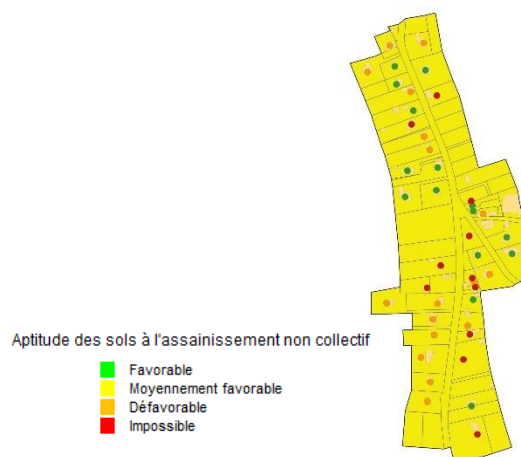 Aptitude des sols à l'assainissement non collectif
Favorable
Moyennement favorable
Défavorable
Impossible